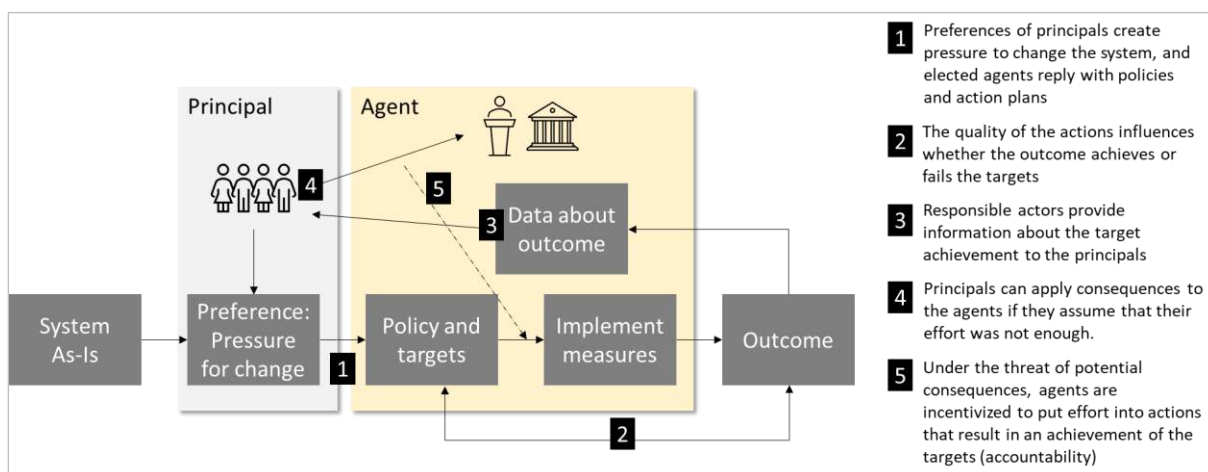 Principal
Agent
4
5
3
Data about
outcome
System
As-Is
Preference:
Pressure
for change
1
Policy and
targets
Implement
measures
Outcome
2
1
Preferences of principals create
pressure to change the system, and
elected agents reply with policies
and action plans
2
The quality of the actions influences
whether the outcome achieves or
fails the targets
3
Responsible actors provide
information about the target
achievement to the principals
4
Principals can apply consequences to
the agents if they assume that their
effort was not enough.
5
Under the threat of potential
consequences, agents are
incentivized to put effort into actions
that result in an achievement of the
targets (accountability)